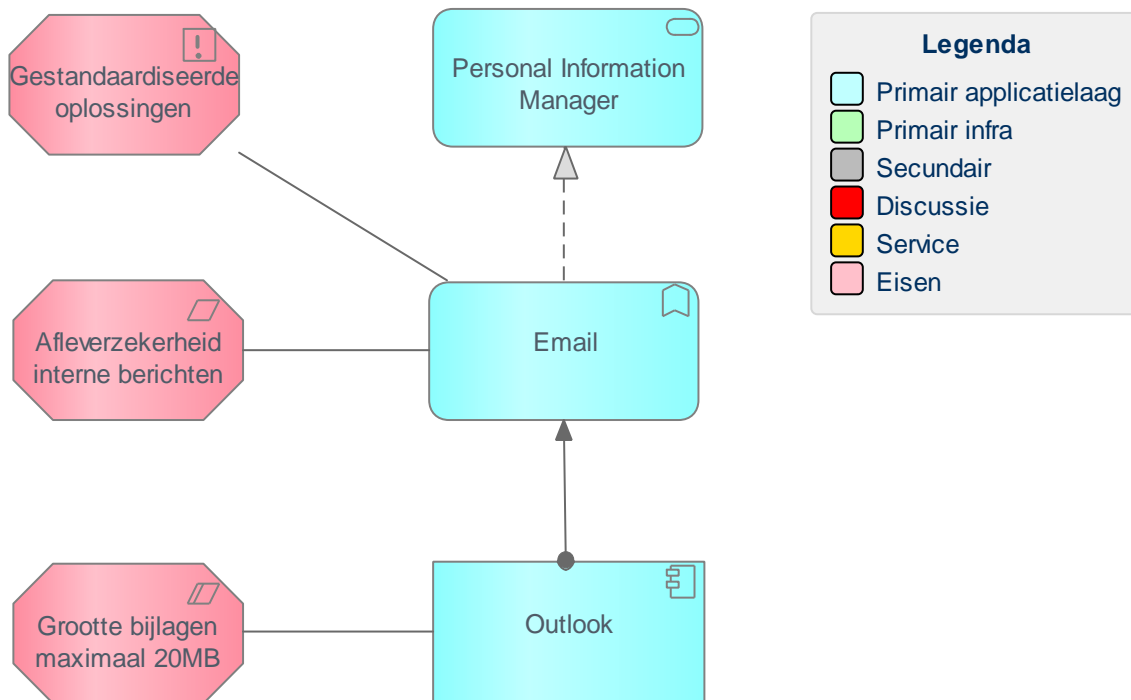 Gestandaardiseerde
oplossingen
Personal Information
Manager
Legenda
Primair applicatielaag
Primair infra
Secundair
Discussie
Service
Eisen
Afleverzekerheid
interne berichten
Email
Grootte bijlagen
maximaal 20MB
Outlook